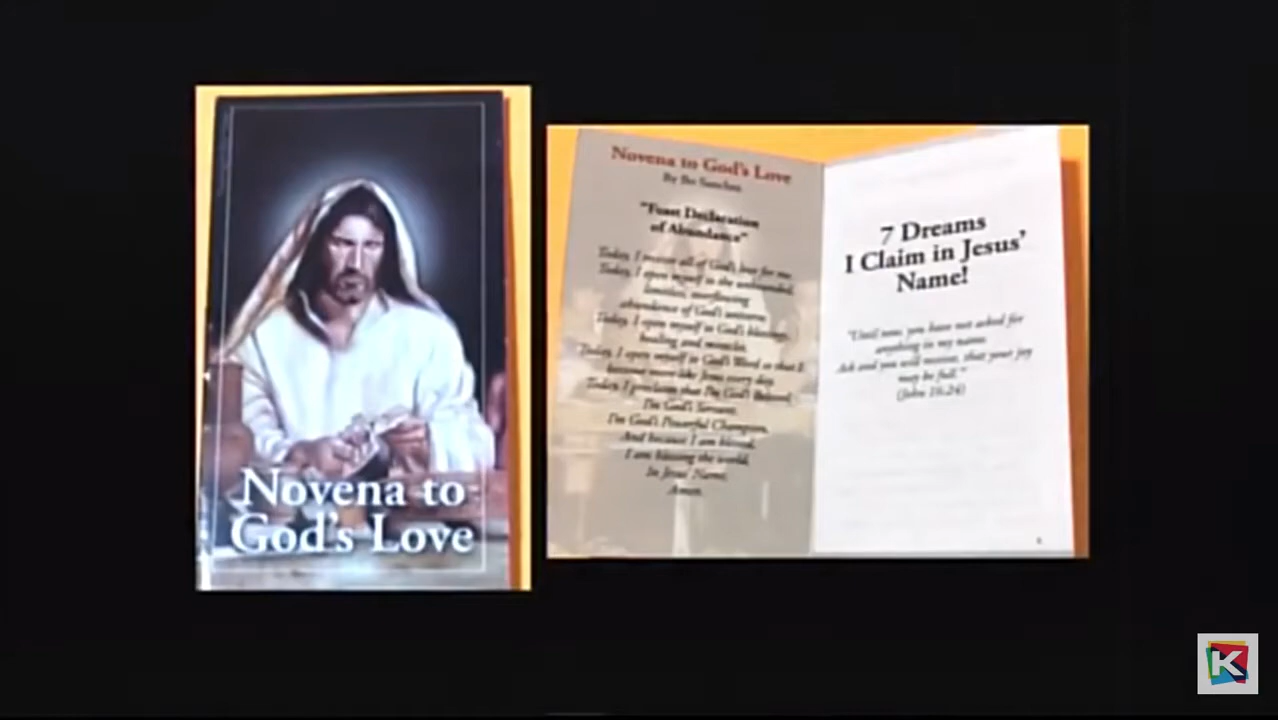 Novena to
God's Love
Novena to God's Love
By Bo Sanchez
"Feast Declaration
of Abundance"
Today, I receive all of God's love for me.
Today, I open myself to the unbounded,
limitless, overflowing
abundance of God's universe.
Today, I open myself to God's blessings,
healing and miracles.
Today, I open myself to God's Word so that I
become more like Jesus every day.
Today, I proclaim that I'm God's Beloved,
I'm God's Servant,
I'm God's Powerful Champion,
And because I am blessed,
I am blessing the world,
In Jesus' Name,
Amen.
7 Dreams
I Claim in Jesus'
Name!
"Until now, you have not asked for
anything in my name.
Ask and you will receive, that your joy
may be full."
(John 16:24)
K